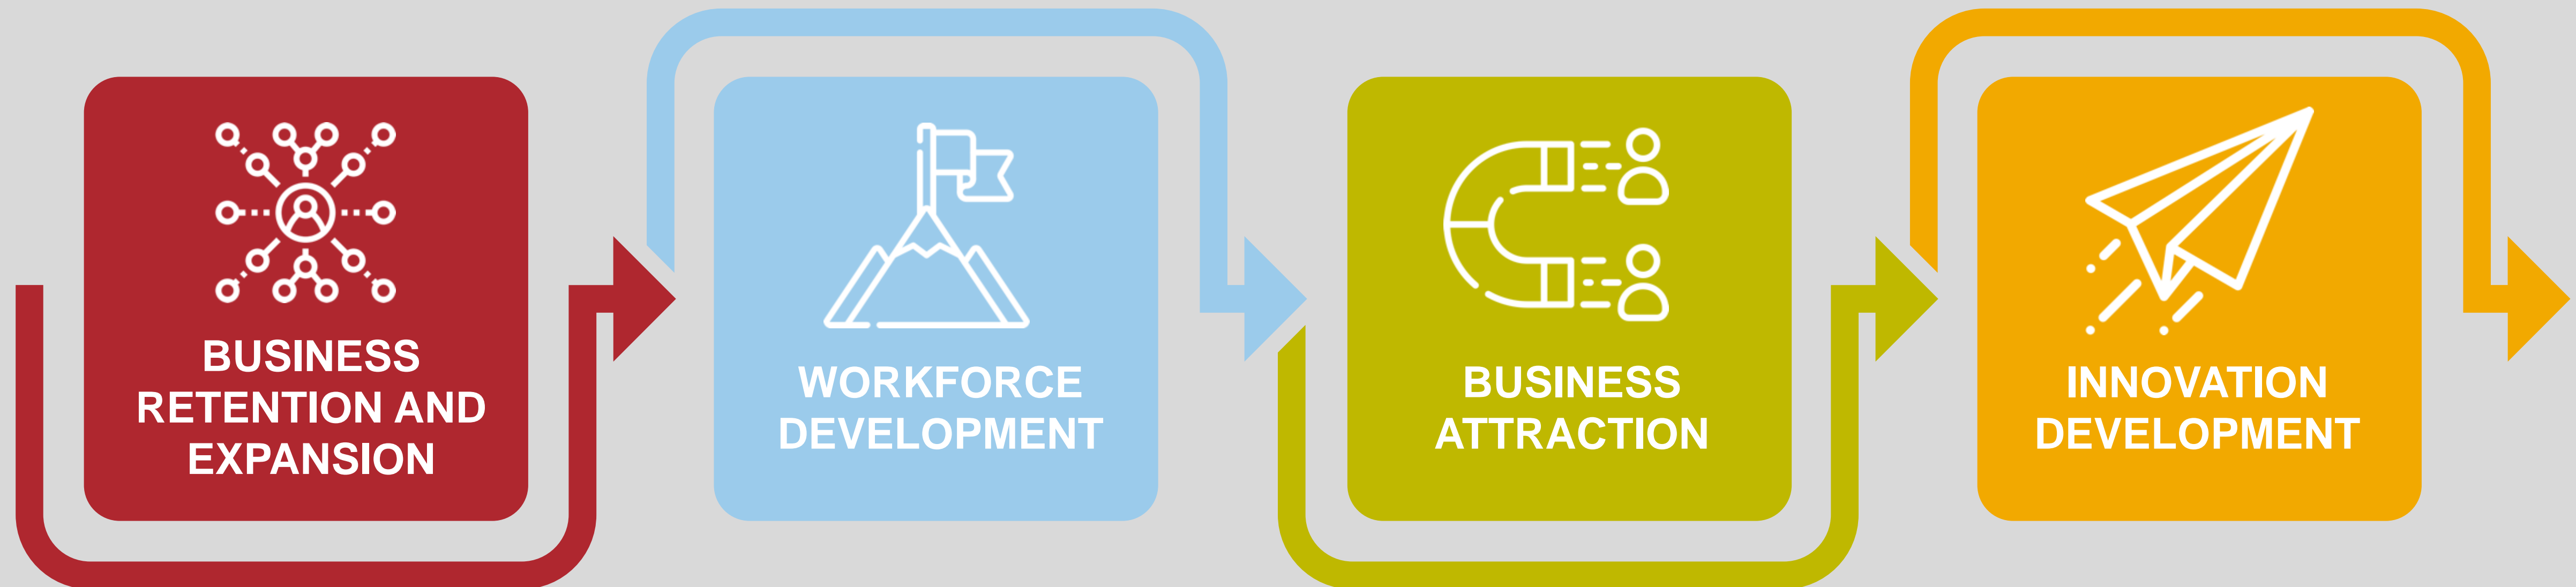 BUSINESS
RETENTION AND
EXPANSION
WORKFORCE
DEVELOPMENT
BUSINESS
ATTRACTION
INNOVATION
DEVELOPMENT